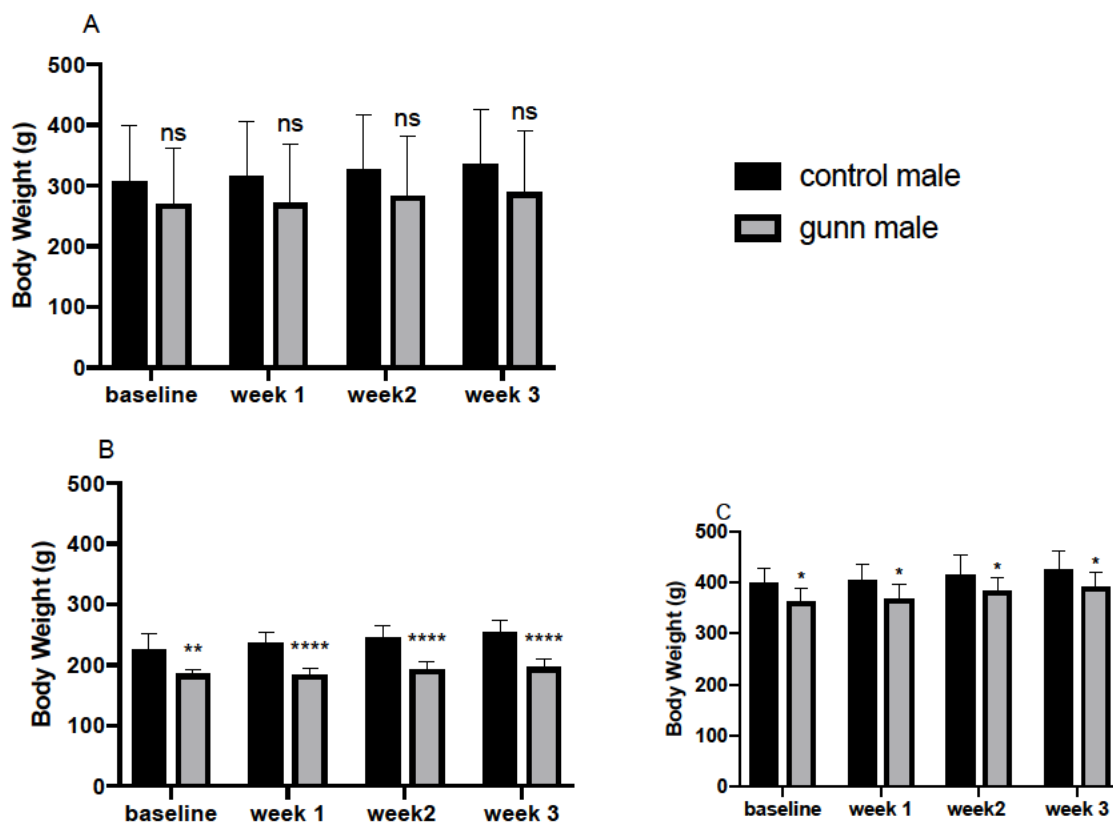 A
500
400
300
200
100
0
Body Weight (g)
ns
ns
ns
ns
baseline
week 1
week2
week 3
control male
gunn male
B
500
400
300
200
100
0
Body Weight (g)
**
****
****
****
baseline
week 1
week2
week 3
C
500
400
300
200
100
0
Body Weight (g)
*
*
*
*
baseline
week 1
week2
week 3